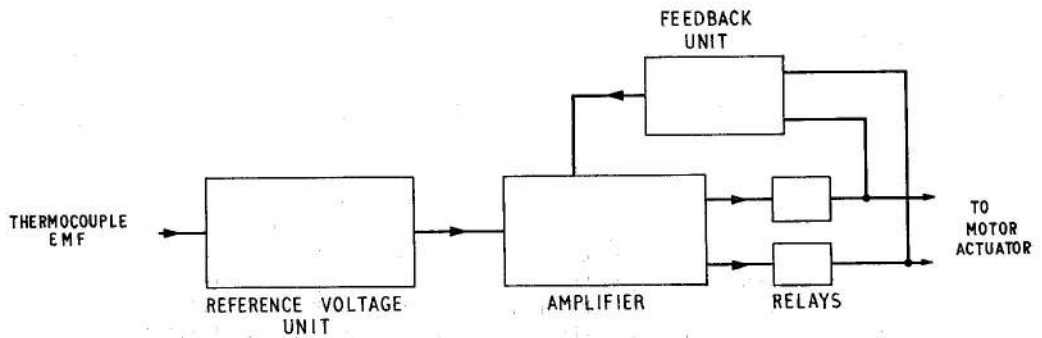 FEEDBACK
UNIT
THERMOCOUPLE
EMF
TO
MOTOR
ACTUATOR
REFERENCE VOLTAGE
UNIT
AMPLIFIER
RELAYS